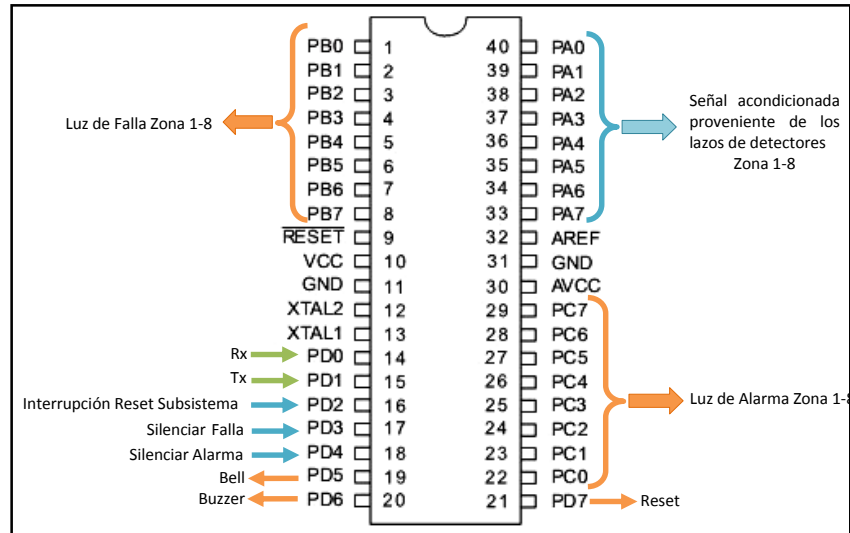 PB0 1 40 PA0
PB1 2 39 PA1
PB2 3 38 PA2
PB3 4 37 PA3
PB4 5 36 PA4
PB5 6 35 PA5
PB6 7 34 PA6
PB7 8 33 PA7
RESET 9 32 AREF
VCC 10 31 GND
GND 11 30 AVCC
XTAL2 12 29 PC7
XTAL1 13 28 PC6
Rx PD0 14 27 PC5
Tx PD1 15 26 PC4
Interrupción Reset Subsistema PD2 16 25 PC3
Silenciar Falla PD3 17 24 PC2
Silenciar Alarma PD4 18 23 PC1
Bell PD5 19 22 PC0
Buzzer PD6 20 21 PD7 Reset
Luz de Falla Zona 1-8
Señal acondicionada
proveniente de los
lazos de detectores
Zona 1-8
Luz de Alarma Zona 1-8